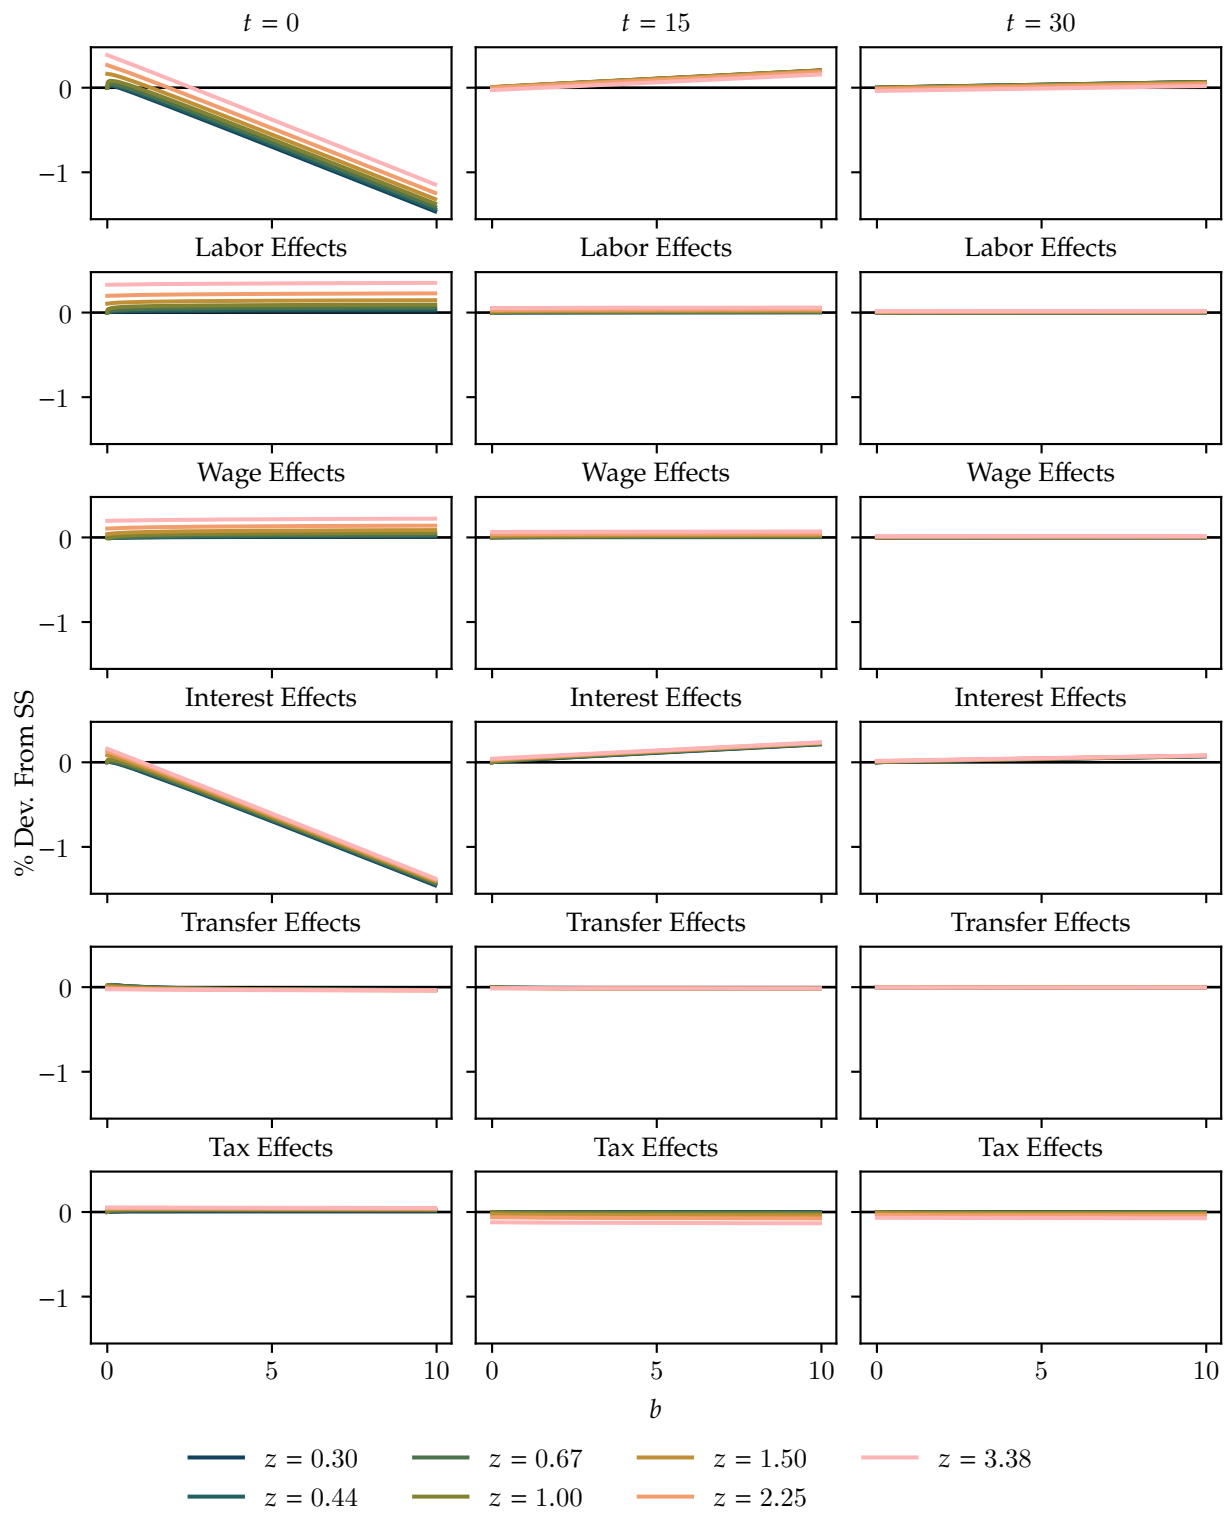 t = 0 t = 15 t = 30
0
−1
Labor Effects Labor Effects Labor Effects
0
−1
Wage Effects Wage Effects Wage Effects
0
−1
Interest Effects Interest Effects Interest Effects
0
−1
% Dev. From SS
Transfer Effects Transfer Effects Transfer Effects
0
−1
Tax Effects Tax Effects Tax Effects
0
−1
0 5 10 0 5 10 0 5 10
b
z = 0.30 z = 0.67 z = 1.50 z = 3.38
z = 0.44 z = 1.00 z = 2.25